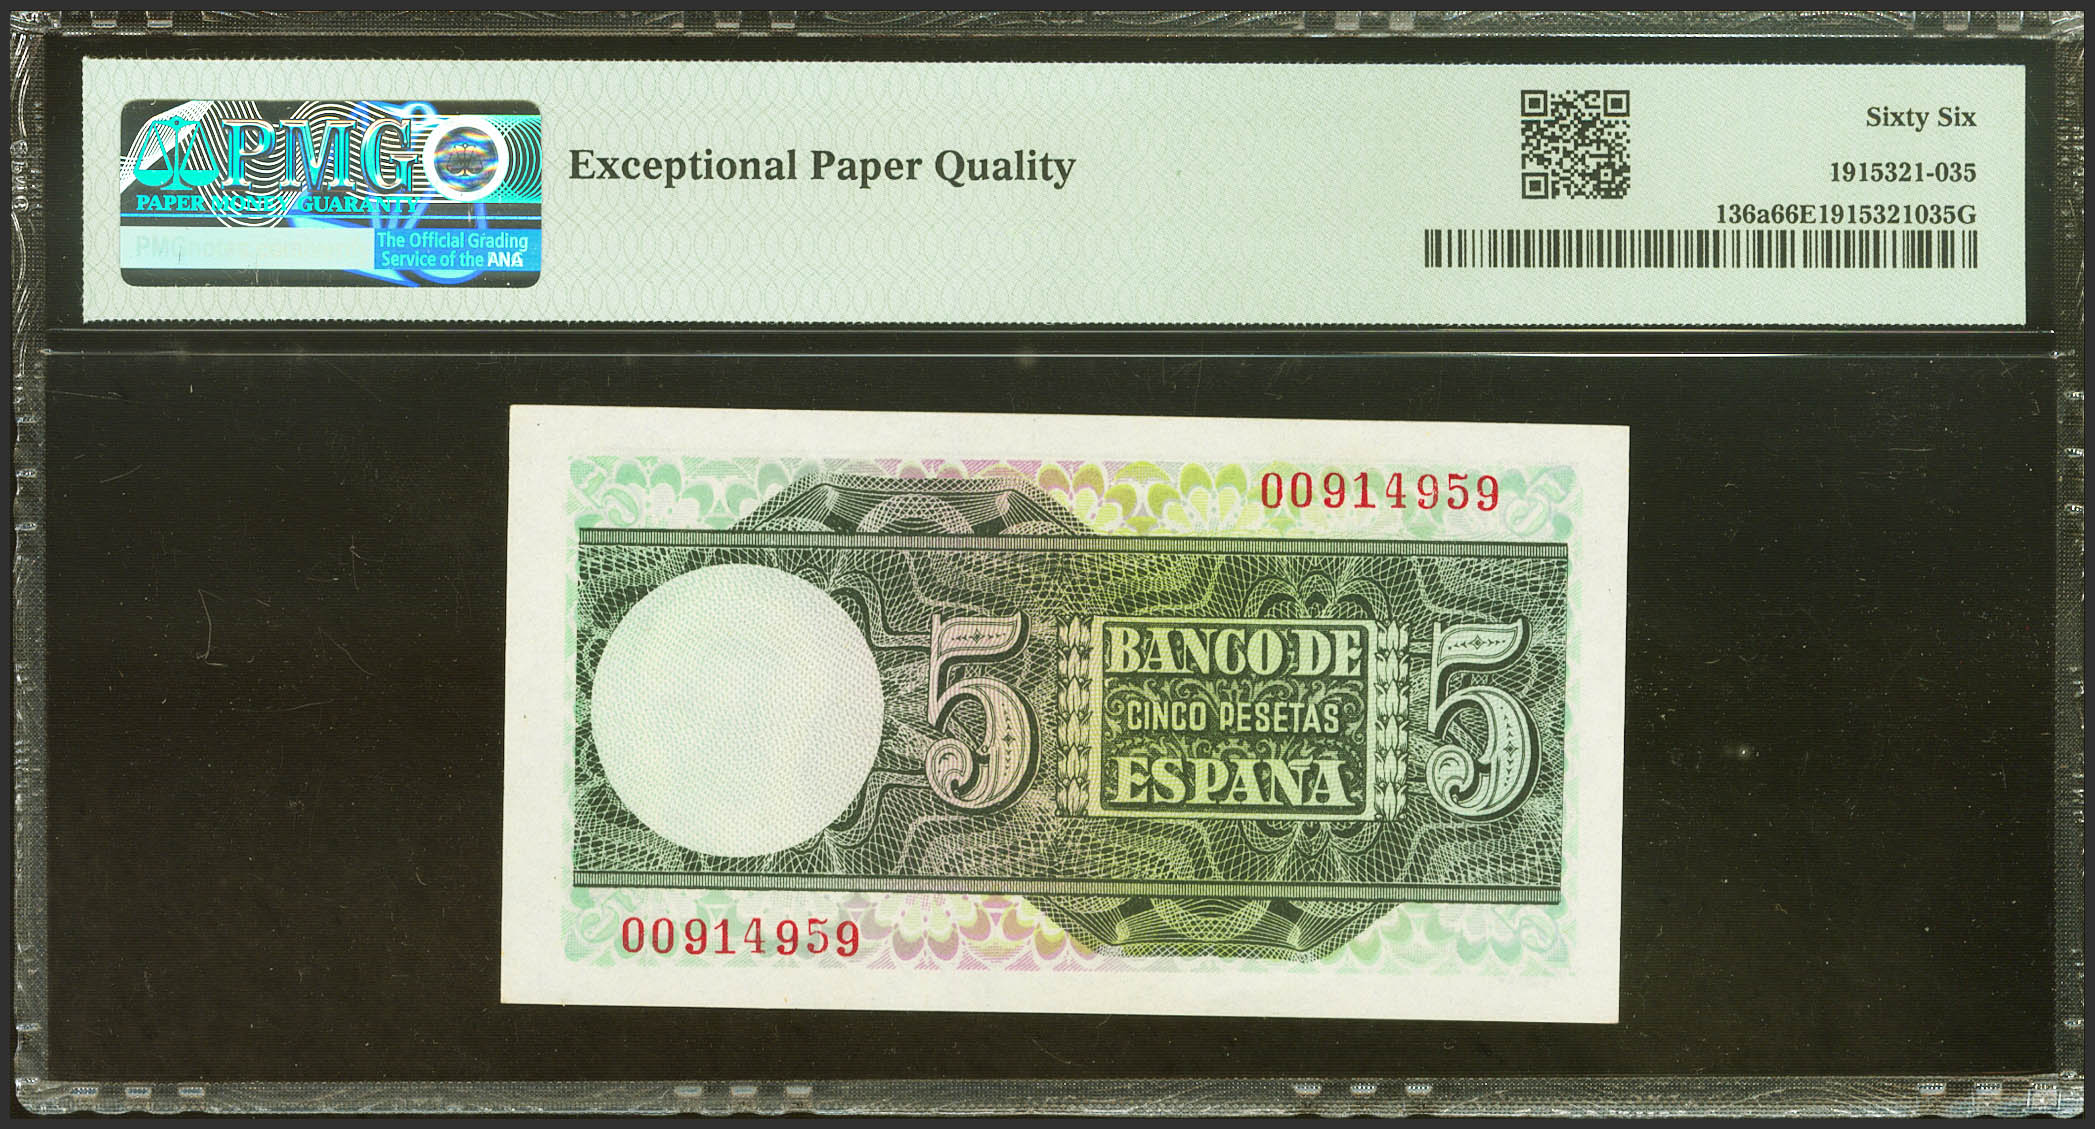 PMG
PAPER MONEY GUARANTY
The Official Grading
Service of the ANA
Exceptional Paper Quality
Sixty Six
1915321-035
136a66E1915321035G
00914959
5
BANCO DE
CINCO PESETAS
ESPAÑA
5
00914959